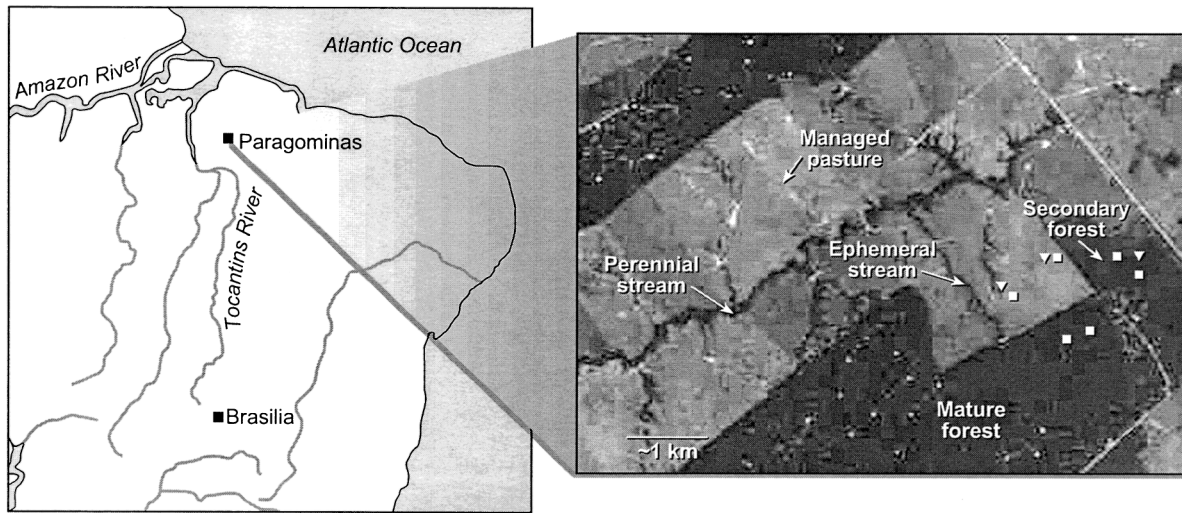 Atlantic Ocean
Amazon River
Paragominas
Tocantins River
Brasilia
Managed
pasture
Secondary
forest
Ephemeral
stream
Perennial
stream
Mature
forest
~1 km